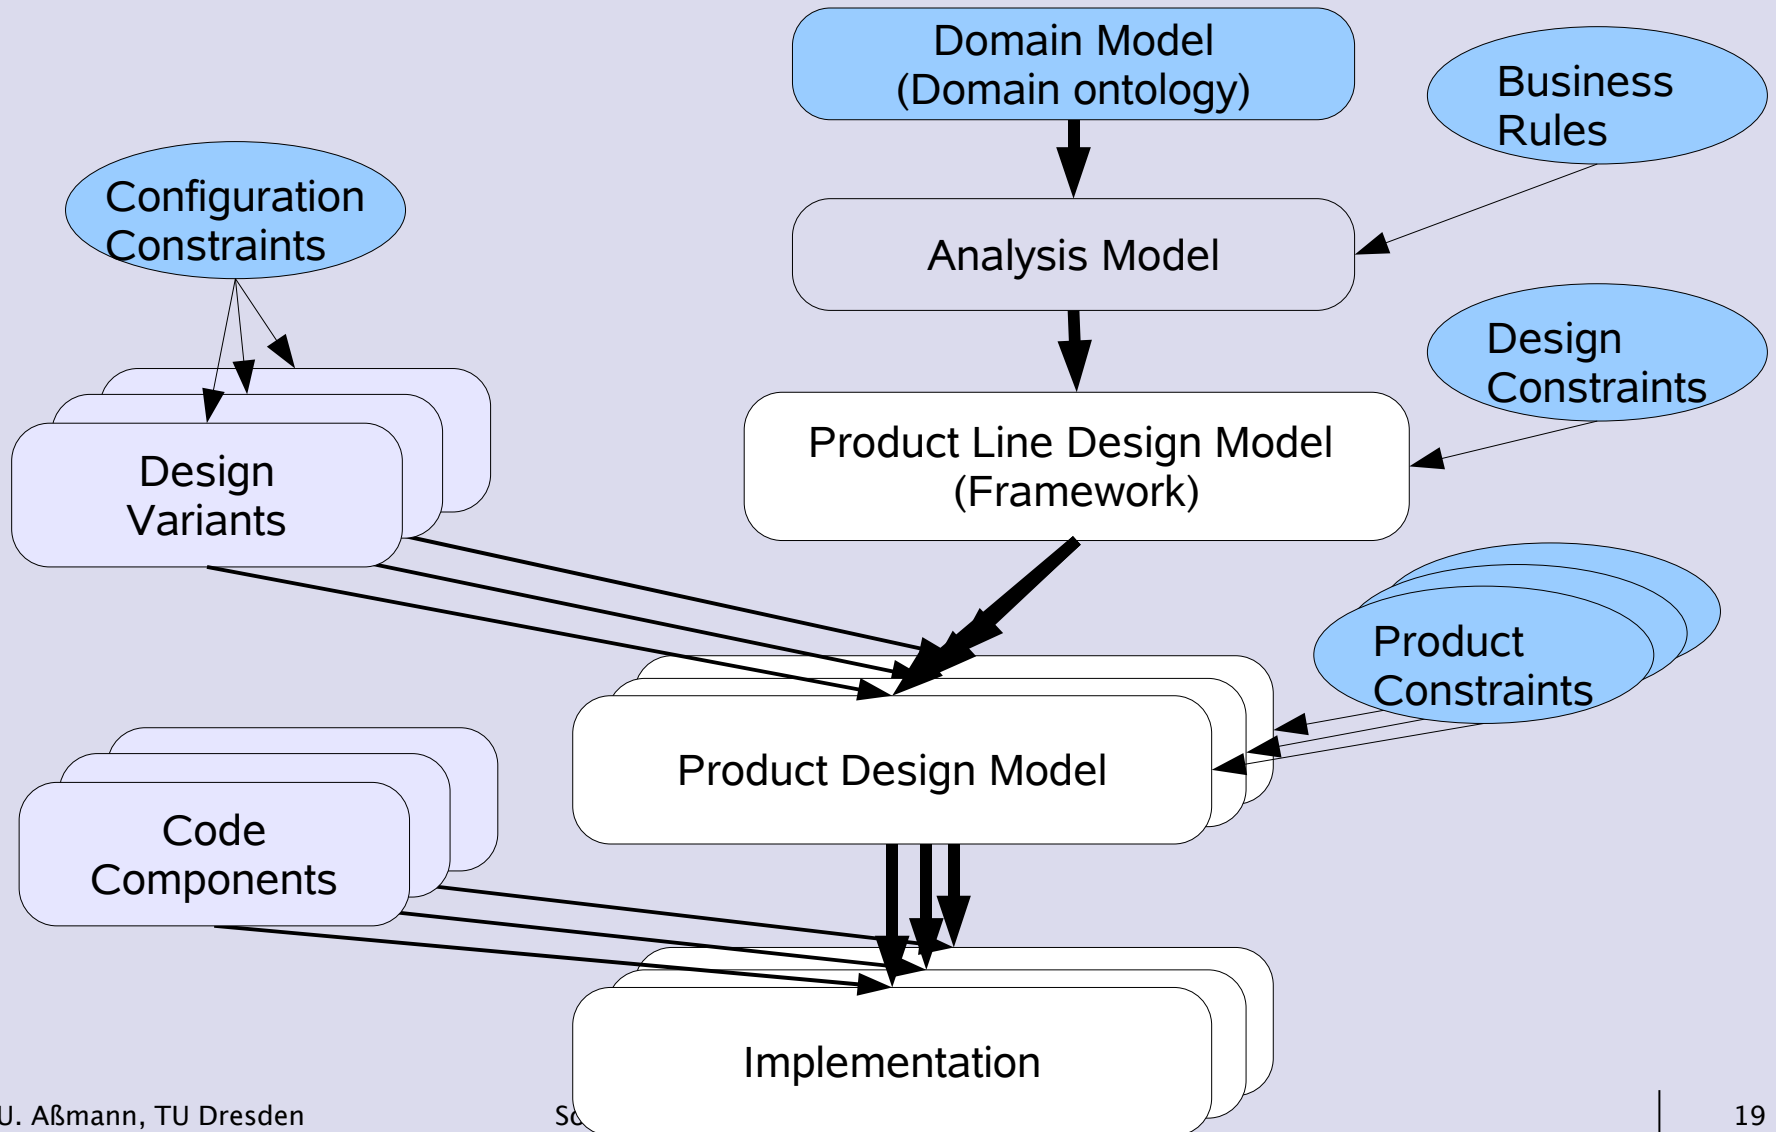 Domain Model
(Domain ontology)
Business
Rules
Configuration
Constraints
Analysis Model
Design
Constraints
Product Line Design Model
(Framework)
Design
Variants
Product
Constraints
Product Design Model
Code
Components
Implementation
U. Aßmann, TU Dresden
19